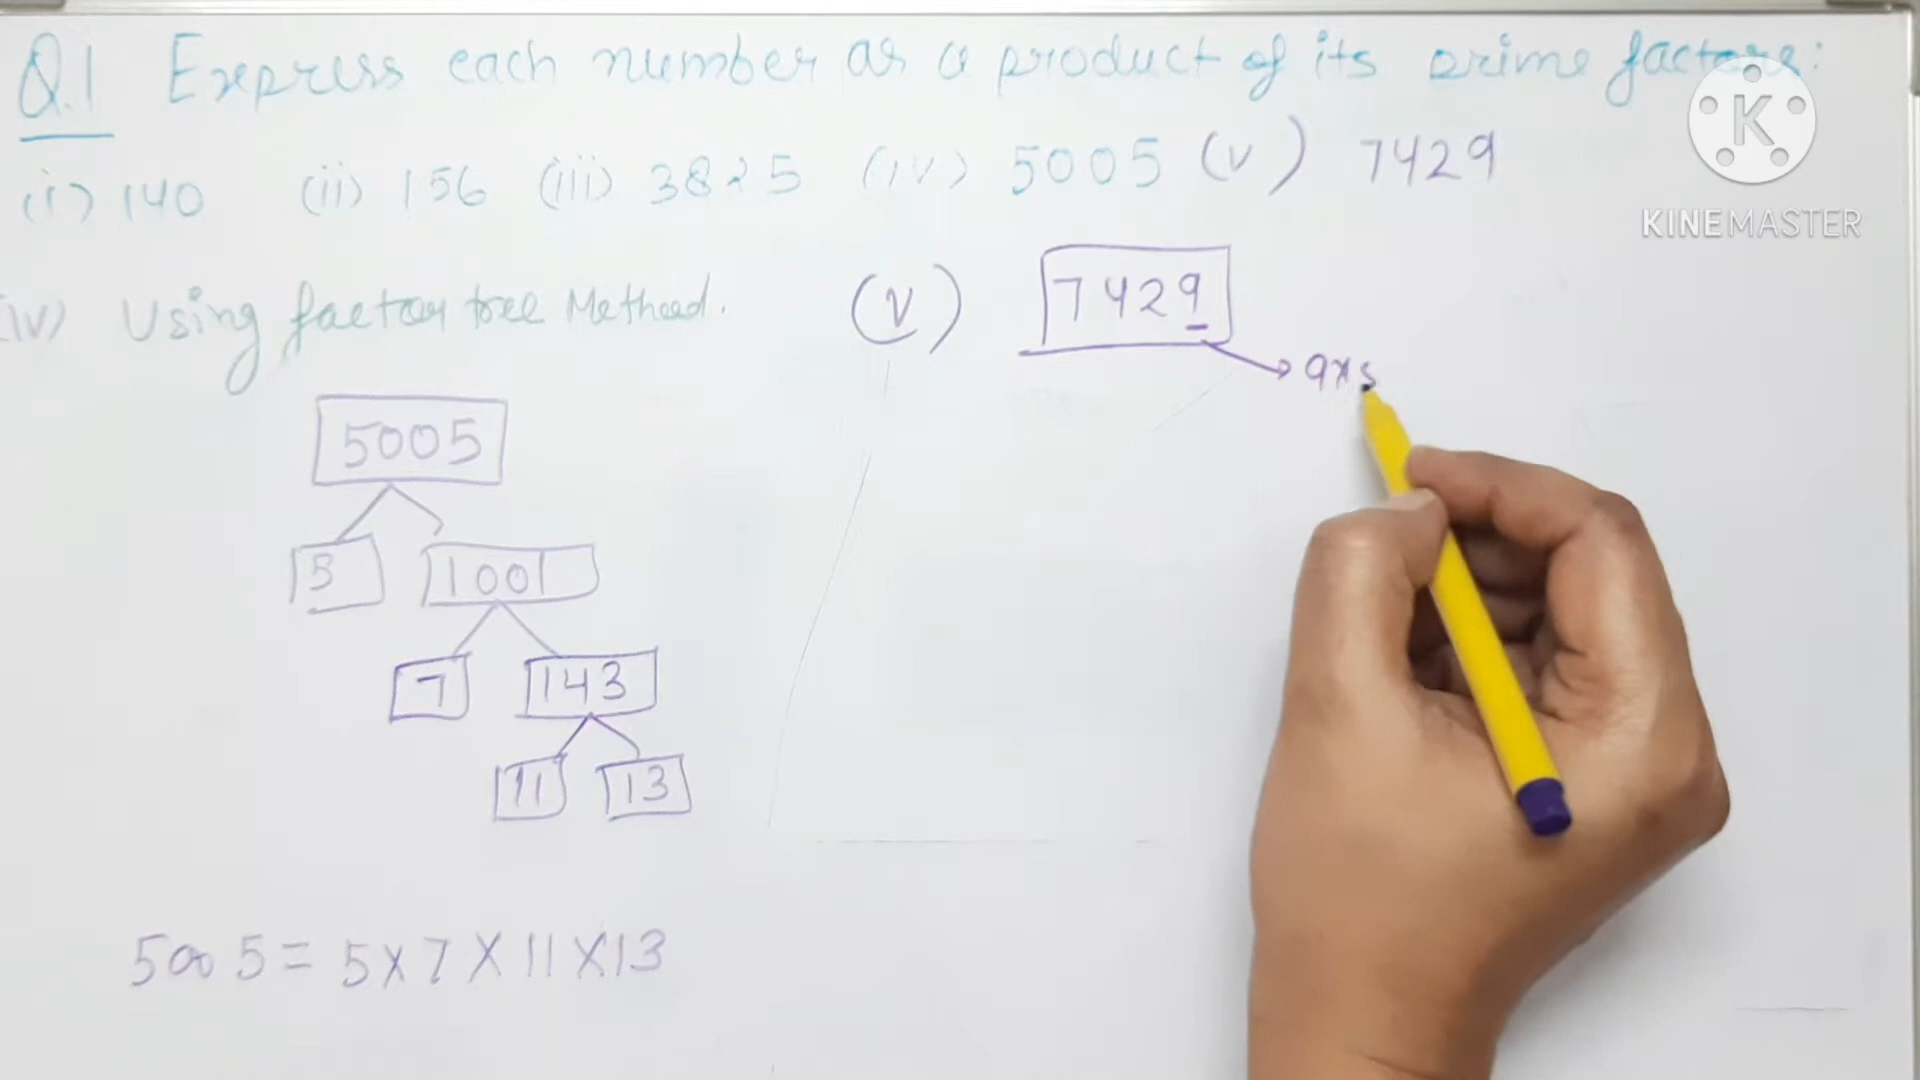 Q.1 Express each number as a product of its prime factors:
(i) 140 (ii) 156 (iii) 3825 (iv) 5005 (v) 7429
K
KINEMASTER
(iv) Using factor tree Method.
(v) 7429
9x5
5005
5 1001
7 143
11 13
5005 = 5 X 7 X 11 X 13